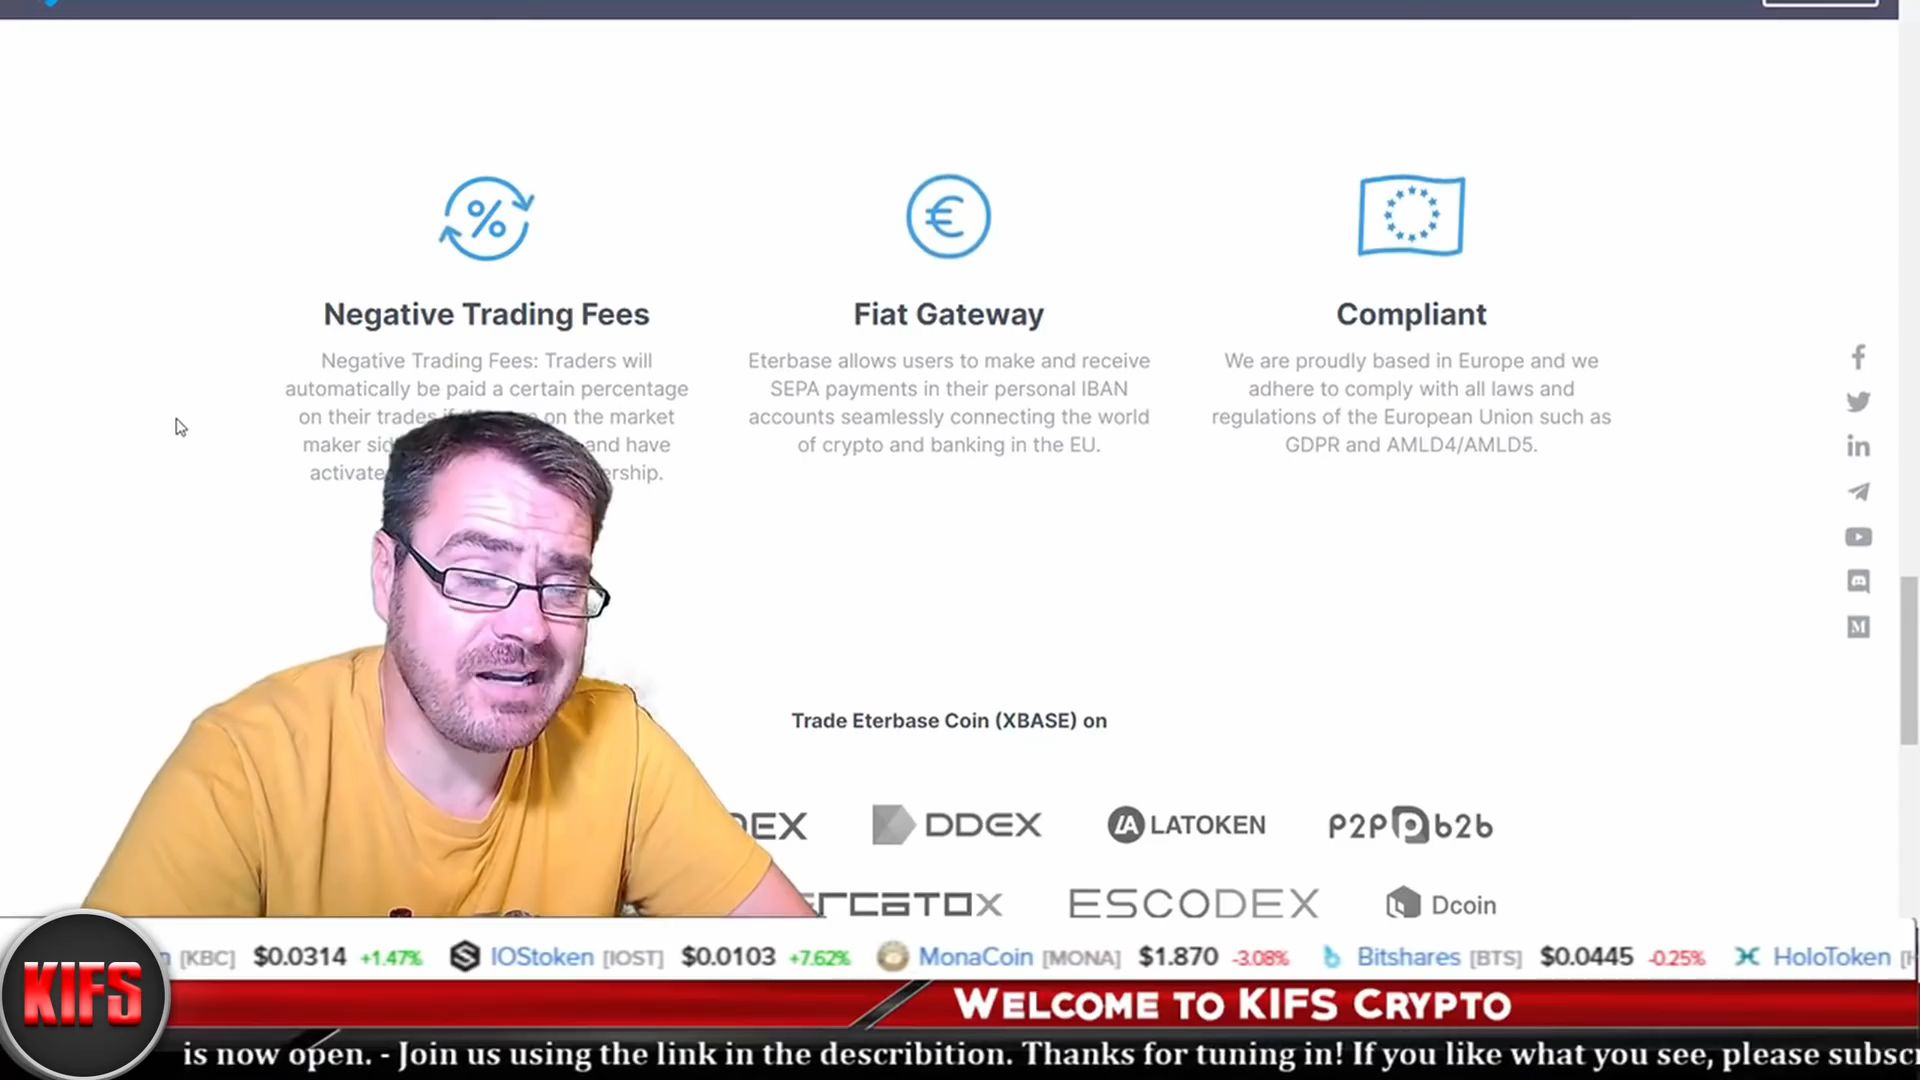 Negative Trading Fees
Negative Trading Fees: Traders will
automatically be paid a certain percentage
on their trades on the market
maker and have
activate
Fiat Gateway
Eterbase allows users to make and receive
SEPA payments in their personal IBAN
accounts seamlessly connecting the world
of crypto and banking in the EU.
Compliant
We are proudly based in Europe and we
adhere to comply with all laws and
regulations of the European Union such as
GDPR and AMLD4/AMLD5.
Trade Eterbase Coin (XBASE) on
DDEX
LATOKEN
P2P b2b
ESCODEX
Dcoin
[KBC] $0.0314 +1.47% IOStoken [IOST] $0.0103 +7.62% MonaCoin [MONA] $1.870 -3.08% Bitshares [BTS] $0.0445 -0.25% HoloToken
KIFS
WELCOME TO KIFS CRYPTO
is now open. - Join us using the link in the describition. Thanks for tuning in! If you like what you see, please subscr